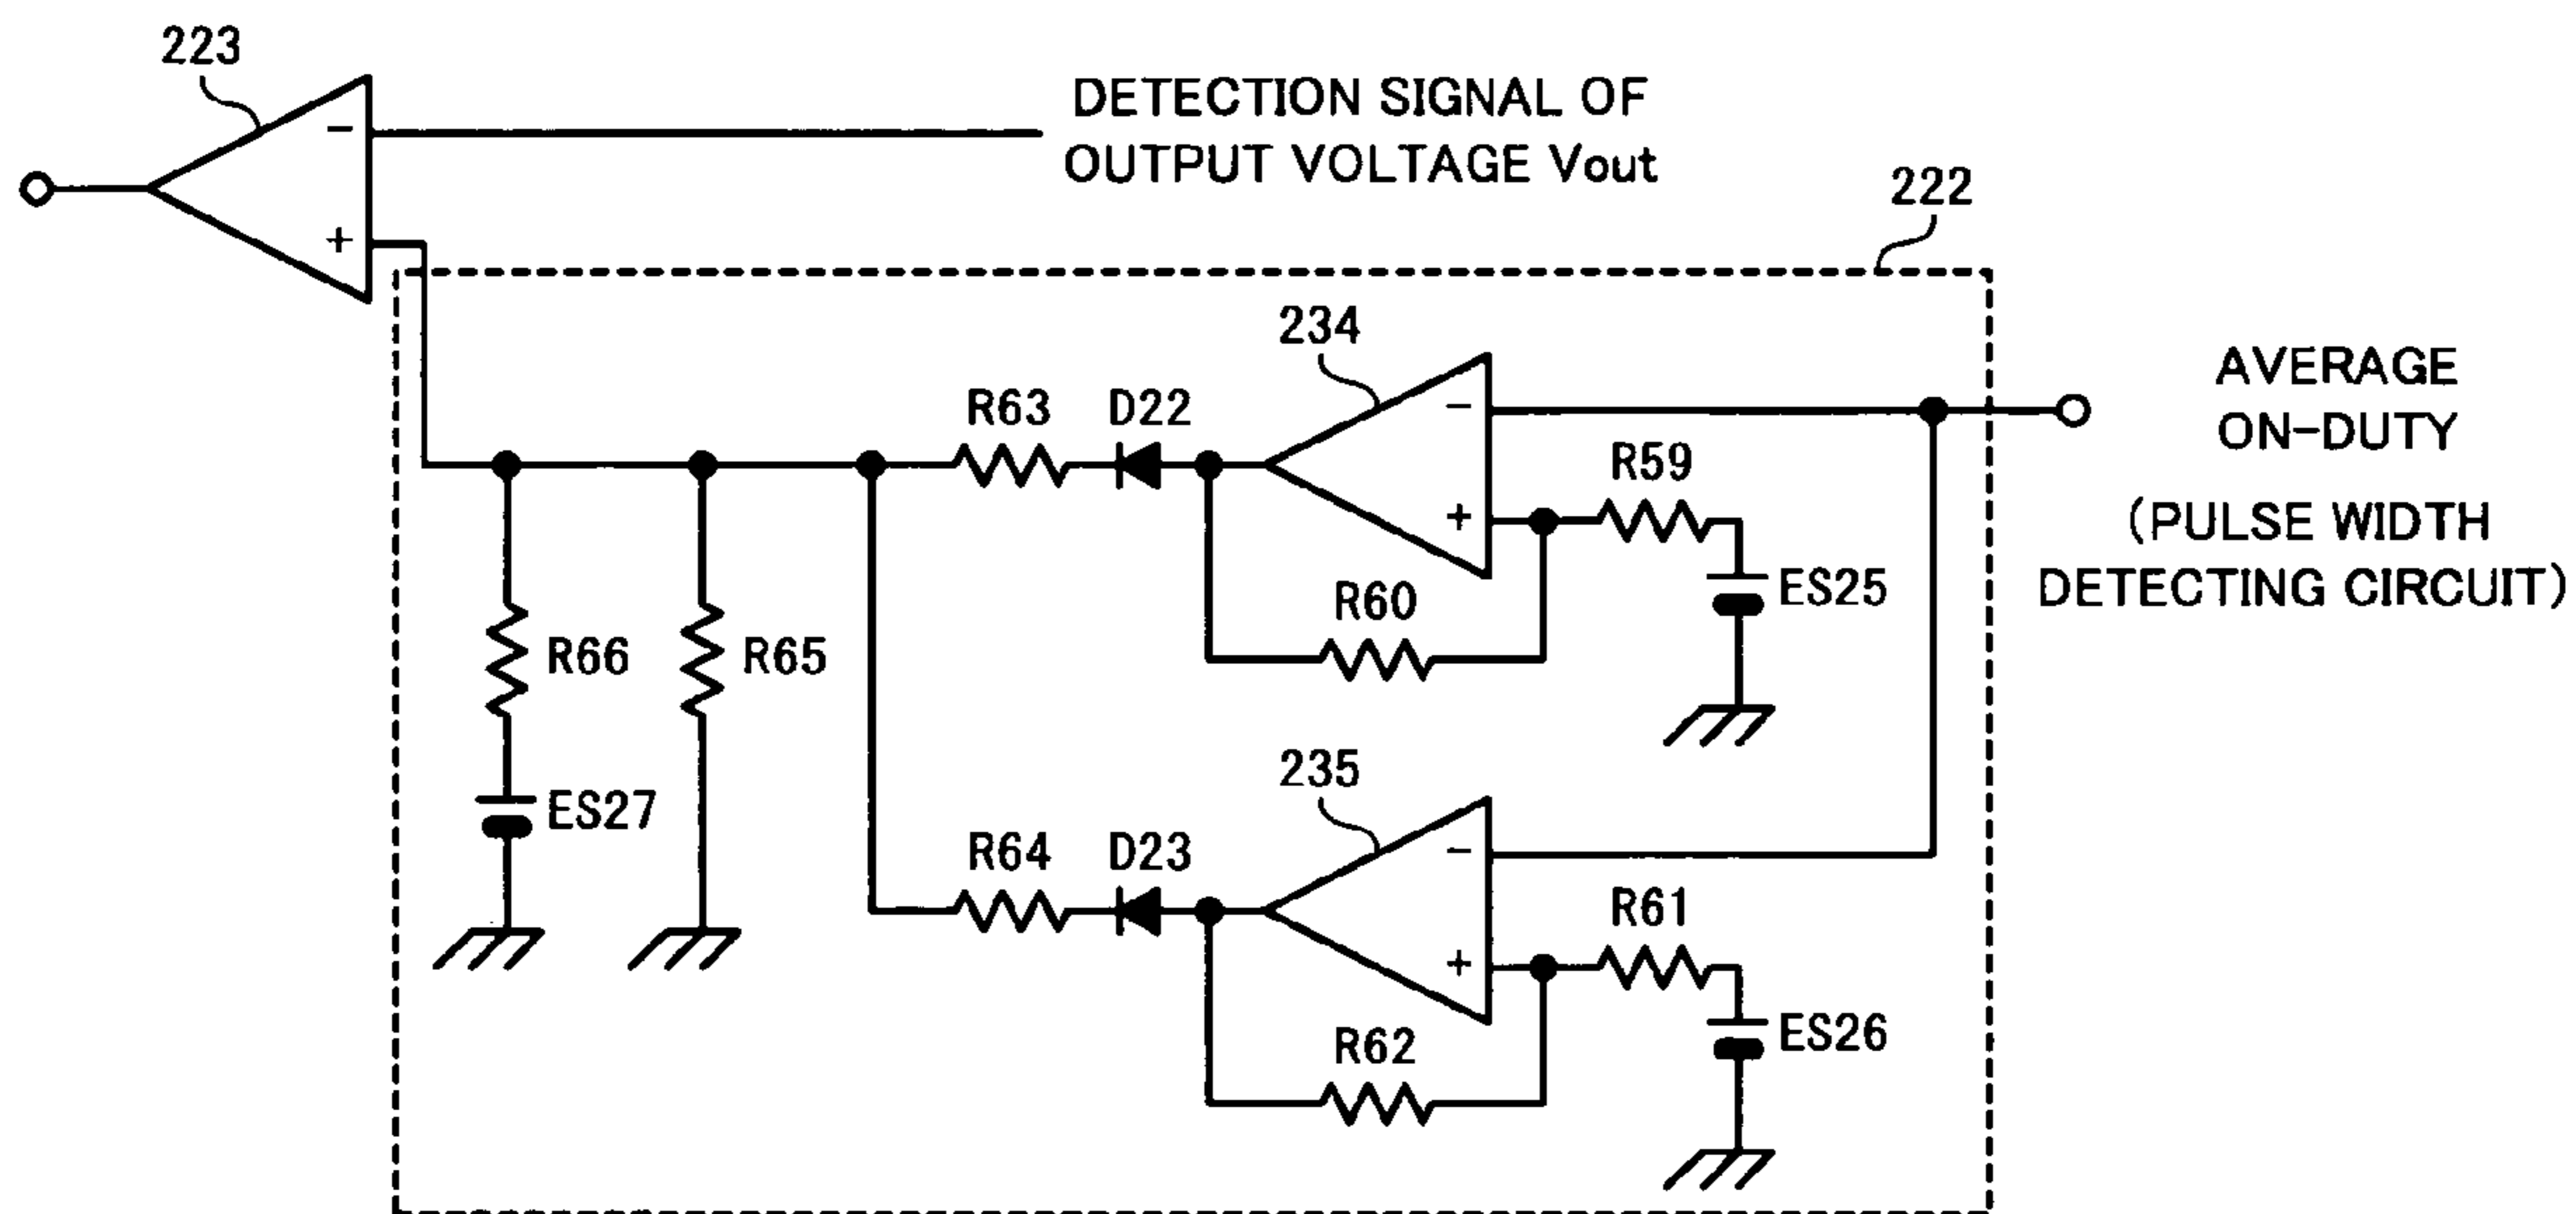 223
-
+
DETECTION SIGNAL OF
OUTPUT VOLTAGE Vout
222
234
-
+
R63
D22
R59
ES25
R60
AVERAGE
ON-DUTY
(PULSE WIDTH
DETECTING CIRCUIT)
R66
R65
ES27
235
-
+
R64
D23
R61
ES26
R62